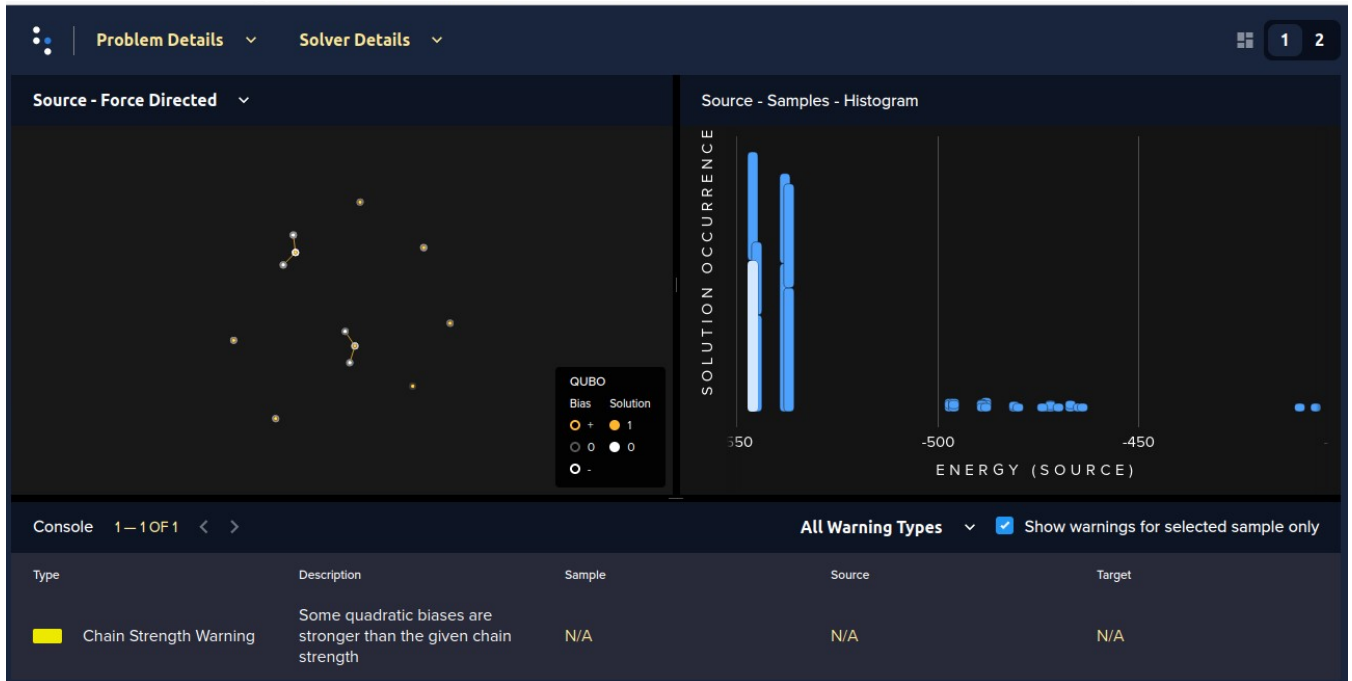 Problem Details
Solver Details
1 2
Source - Force Directed
Source - Samples - Histogram
SOLUTION OCCURRENCE
QUBO
Bias Solution
+ 1
0 0
-
-500
-450
ENERGY (SOURCE)
Console 1—1 OF 1 < >
All Warning Types
Show warnings for selected sample only
Type Description Sample Source Target
Chain Strength Warning
Some quadratic biases are
stronger than the given chain
strength
N/A N/A N/A